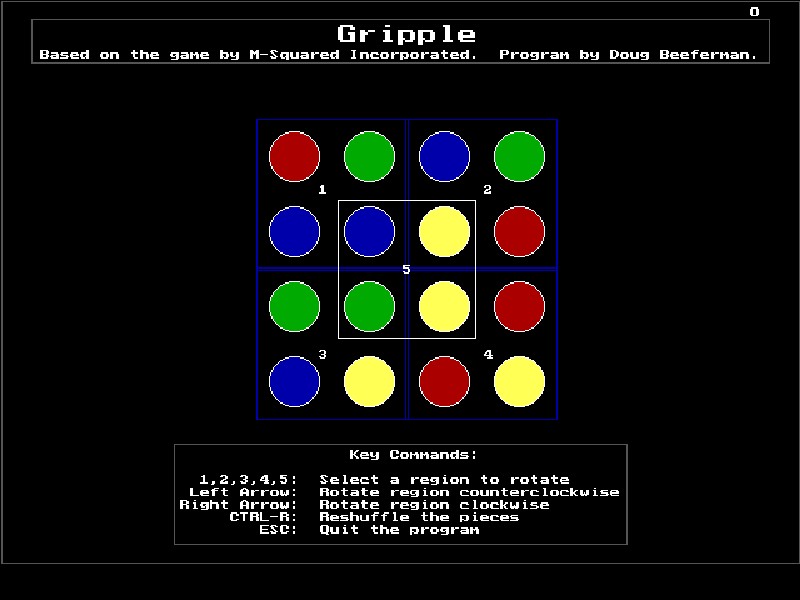 0
Gripple
Based on the game by M-Squared Incorporated.  Program by Doug Beeferman.
1 2
5
3 4
Key Commands:
1,2,3,4,5:  Select a region to rotate
Left Arrow:  Rotate region counterclockwise
Right Arrow:  Rotate region clockwise
CTRL-R:  Reshuffle the pieces
ESC:  Quit the program